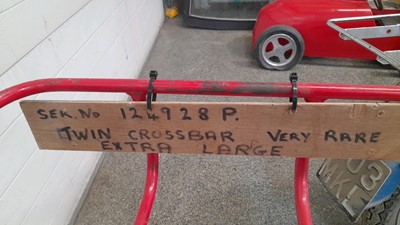 SER.NO 124928 P.
TWIN CROSSBAR VERY RARE
EXTRA LARGE